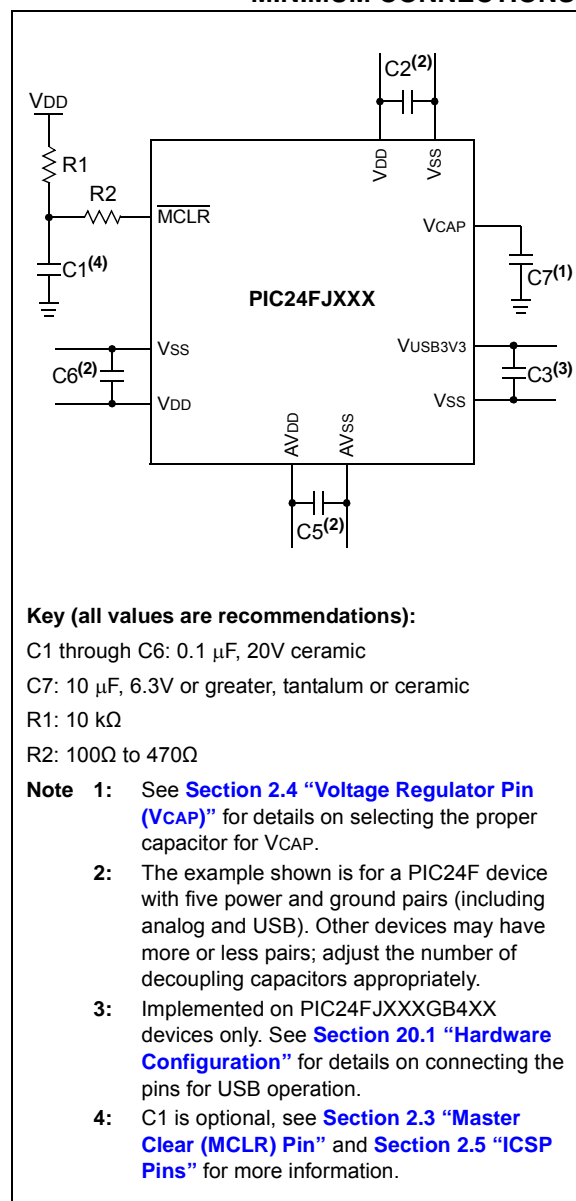 C2(2)
VDD
R1
R2
VDD
VSS
MCLR
VCAP
C1(4)
C7(1)
PIC24FJXXX
VSS
VUSB3V3
C6(2)
C3(3)
VDD
VSS
AVDD
AVSS
C5(2)
Key (all values are recommendations):
C1 through C6: 0.1 μF, 20V ceramic
C7: 10 μF, 6.3V or greater, tantalum or ceramic
R1: 10 kΩ
R2: 100Ω to 470Ω
Note 1: See Section 2.4 “Voltage Regulator Pin
(VCAP)” for details on selecting the proper
capacitor for VCAP.
2: The example shown is for a PIC24F device
with five power and ground pairs (including
analog and USB). Other devices may have
more or less pairs; adjust the number of
decoupling capacitors appropriately.
3: Implemented on PIC24FJXXXGB4XX
devices only. See Section 20.1 “Hardware
Configuration” for details on connecting the
pins for USB operation.
4: C1 is optional, see Section 2.3 “Master
Clear (MCLR) Pin” and Section 2.5 “ICSP
Pins” for more information.